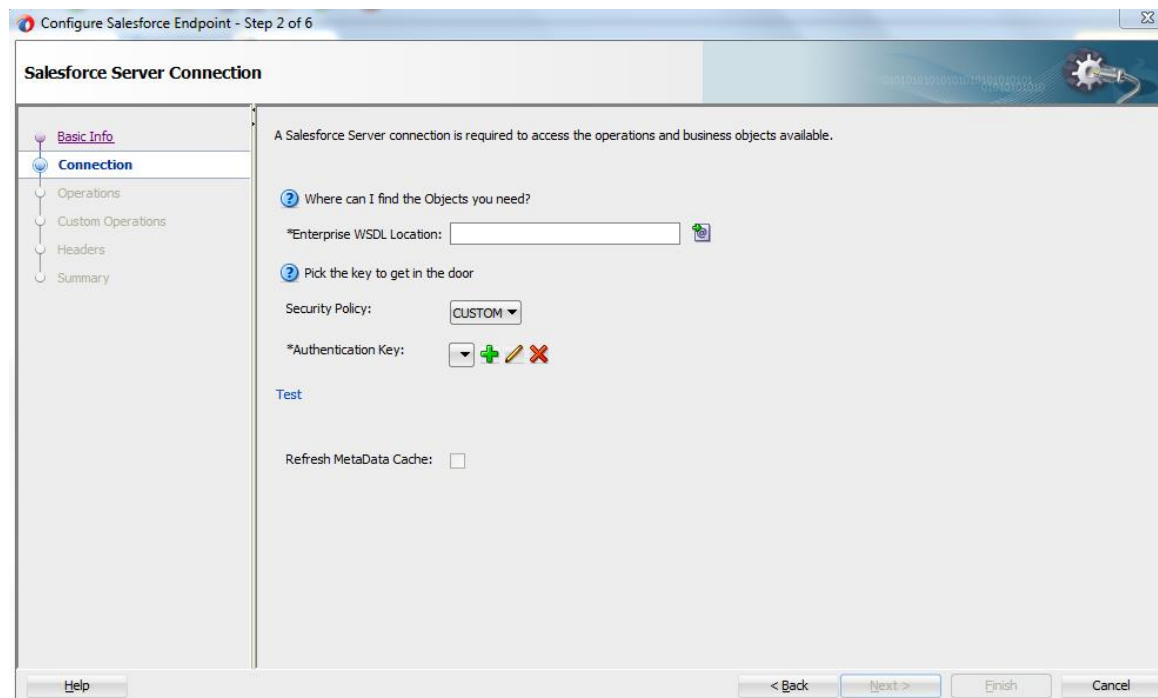 Configure Salesforce Endpoint - Step 2 of 6
Salesforce Server Connection
Basic Info
Connection
Operations
Custom Operations
Headers
Summary
A Salesforce Server connection is required to access the operations and business objects available.
Where can I find the Objects you need?
*Enterprise WSDL Location:
Pick the key to get in the door
Security Policy: CUSTOM
*Authentication Key:
Test
Refresh MetaData Cache:
Help < Back Next > Finish Cancel